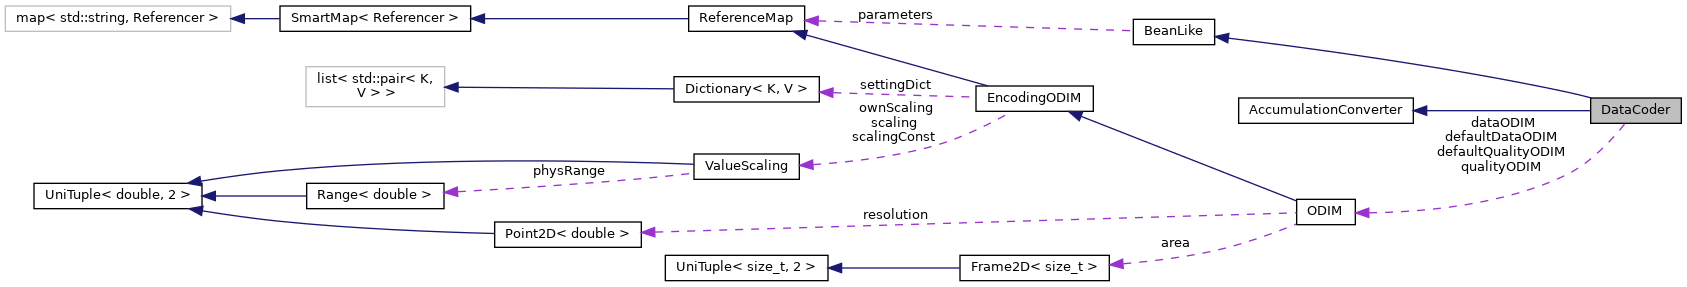 map< std::string, Referencer >
SmartMap< Referencer >
ReferenceMap
parameters
BeanLike
list< std::pair< K,
V > >
Dictionary< K, V >
settingDict
EncodingODIM
ownScaling
scaling
scalingConst
AccumulationConverter
DataCoder
dataODIM
defaultDataODIM
defaultQualityODIM
qualityODIM
ValueScaling
physRange
UniTuple< double, 2 >
Range< double >
Point2D< double >
resolution
ODIM
area
UniTuple< size_t, 2 >
Frame2D< size_t >